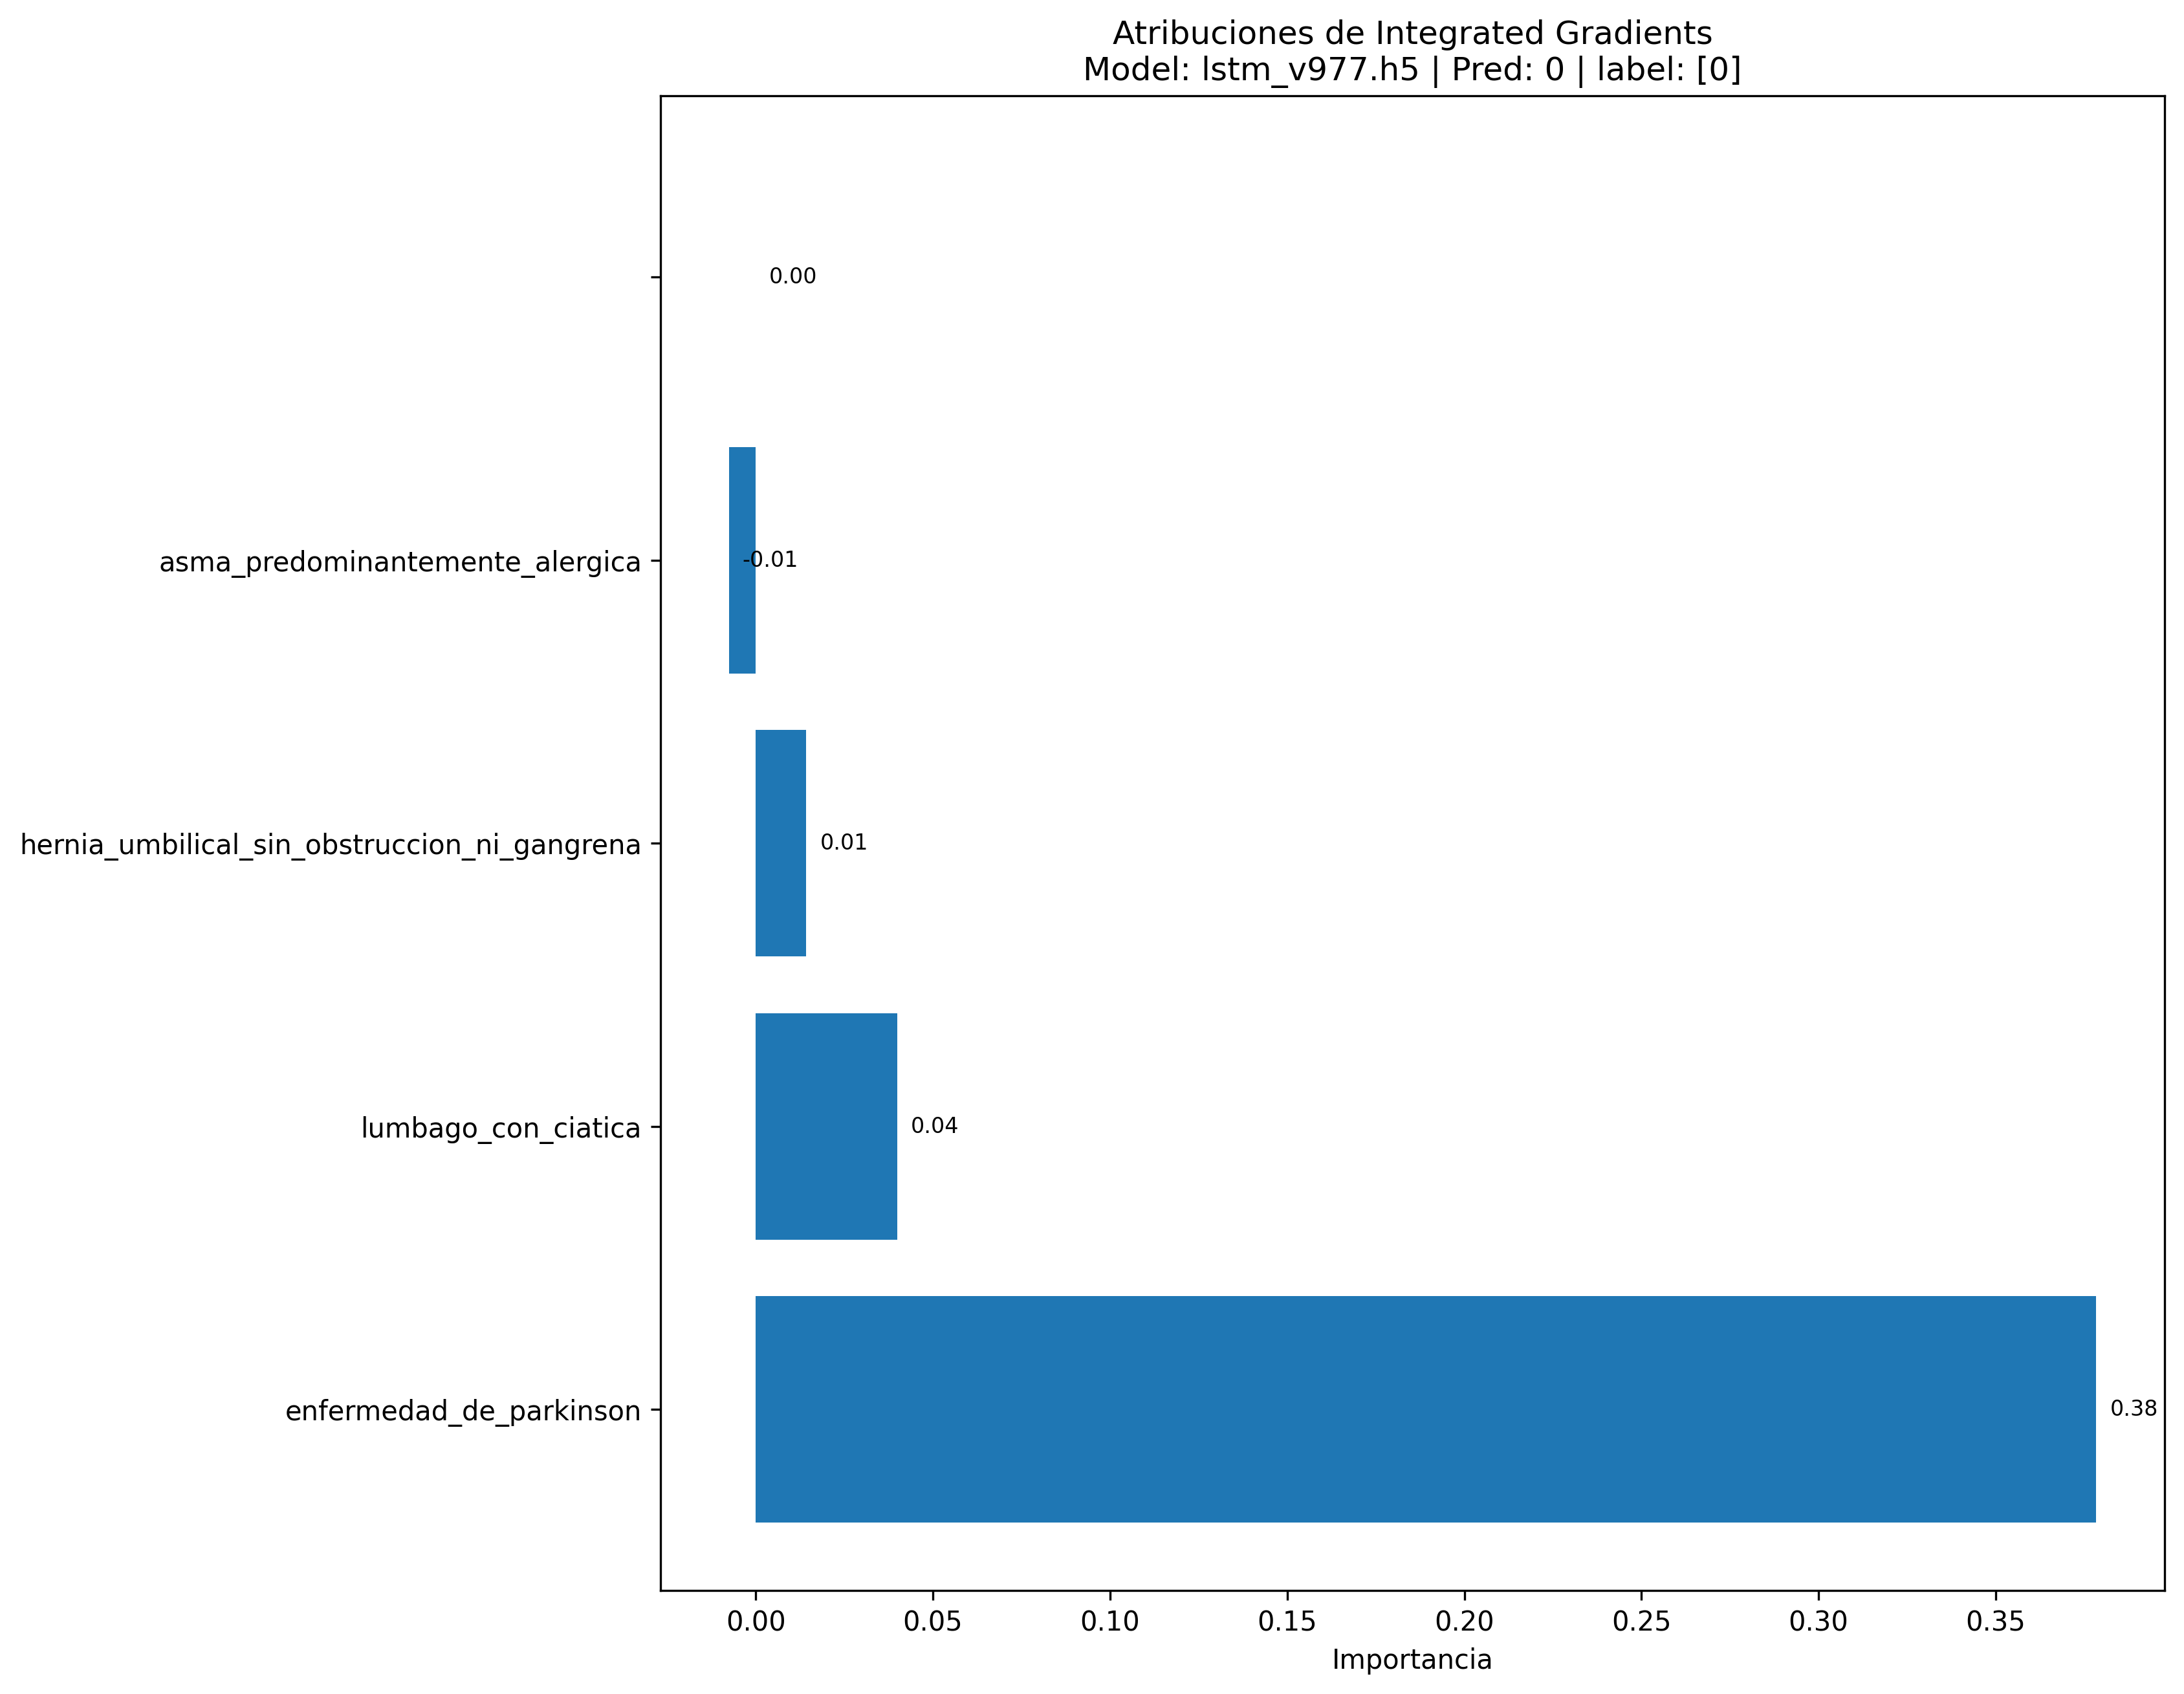 Atribuciones de Integrated Gradients
Model: lstm_v977.h5 | Pred: 0 | label: [0]
0.00
asma_predominantemente_alergica
-0.01
hernia_umbilical_sin_obstruccion_ni_gangrena
0.01
lumbago_con_ciatica
0.04
enfermedad_de_parkinson
0.38
0.00 0.05 0.10 0.15 0.20 0.25 0.30 0.35
Importancia